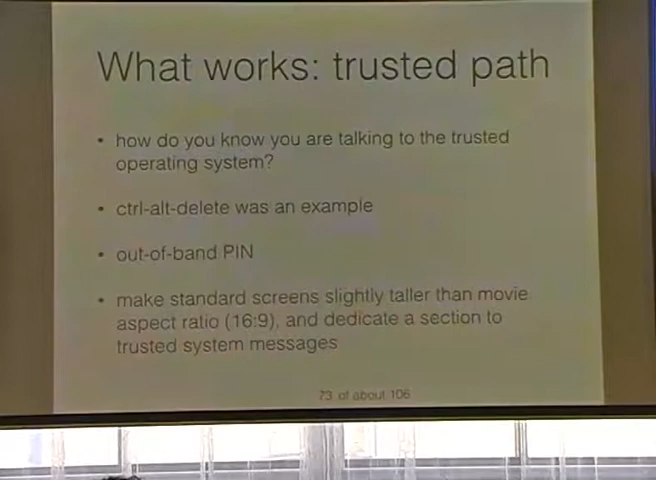 What works: trusted path
• how do you know you are talking to the trusted
operating system?
• ctrl-alt-delete was an example
• out-of-band PIN
• make standard screens slightly taller than movie
aspect ratio (16:9), and dedicate a section to
trusted system messages
73 of about 106